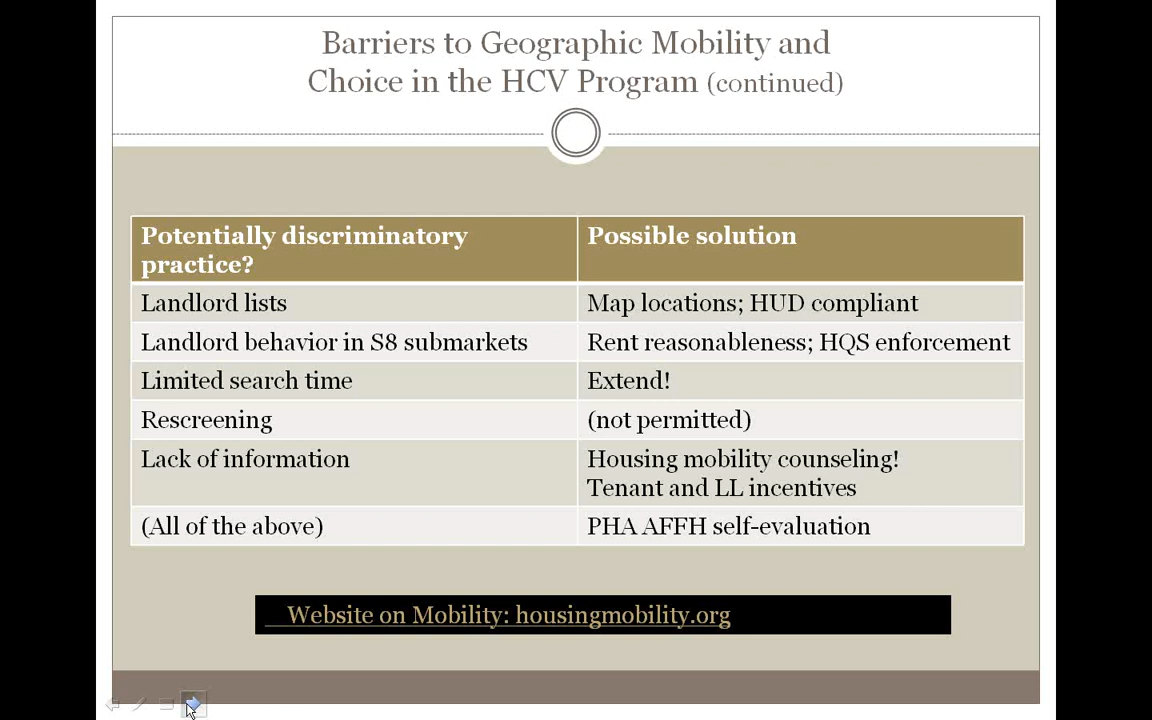 Barriers to Geographic Mobility and
Choice in the HCV Program (continued)
Potentially discriminatory
practice?
Possible solution
Landlord lists
Map locations; HUD compliant
Landlord behavior in S8 submarkets
Rent reasonableness; HQS enforcement
Limited search time
Extend!
Rescreening
(not permitted)
Lack of information
Housing mobility counseling!
Tenant and LL incentives
(All of the above)
PHA AFFH self-evaluation
Website on Mobility: housingmobility.org